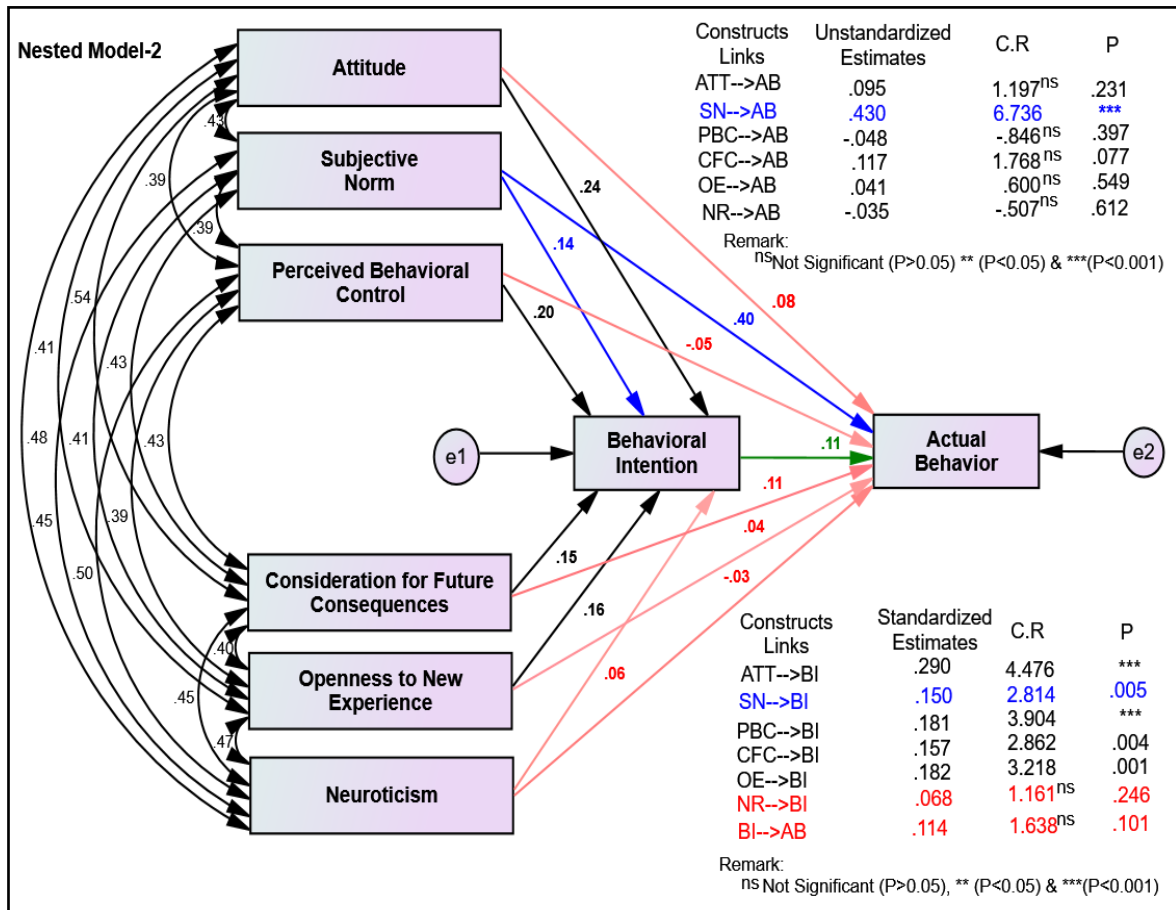 Nested Model-2
Attitude
Subjective
Norm
Perceived Behavioral
Control
Consideration for Future
Consequences
Openness to New
Experience
Neuroticism
Behavioral
Intention
Actual
Behavior
e1
e2
.43
.39
.39
.54
.41
.43
.48
.41
.43
.45
.39
.50
.40
.45
.47
.24
.14
.20
.15
.16
.06
.08
.40
-.05
.11
.11
.04
-.03
Constructs Links Unstandardized Estimates C.R P
ATT-->AB .095 1.197ns .231
SN-->AB .430 6.736 ***
PBC-->AB -.048 -.846ns .397
CFC-->AB .117 1.768ns .077
OE-->AB .041 .600ns .549
NR-->AB -.035 -.507ns .612
Remark:
ns Not Significant (P>0.05) ** (P<0.05) & ***(P<0.001)
Constructs Links Standardized Estimates C.R P
ATT-->BI .290 4.476 ***
SN-->BI .150 2.814 .005
PBC-->BI .181 3.904 ***
CFC-->BI .157 2.862 .004
OE-->BI .182 3.218 .001
NR-->BI .068 1.161ns .246
BI-->AB .114 1.638ns .101
Remark:
ns Not Significant (P>0.05), ** (P<0.05) & ***(P<0.001)